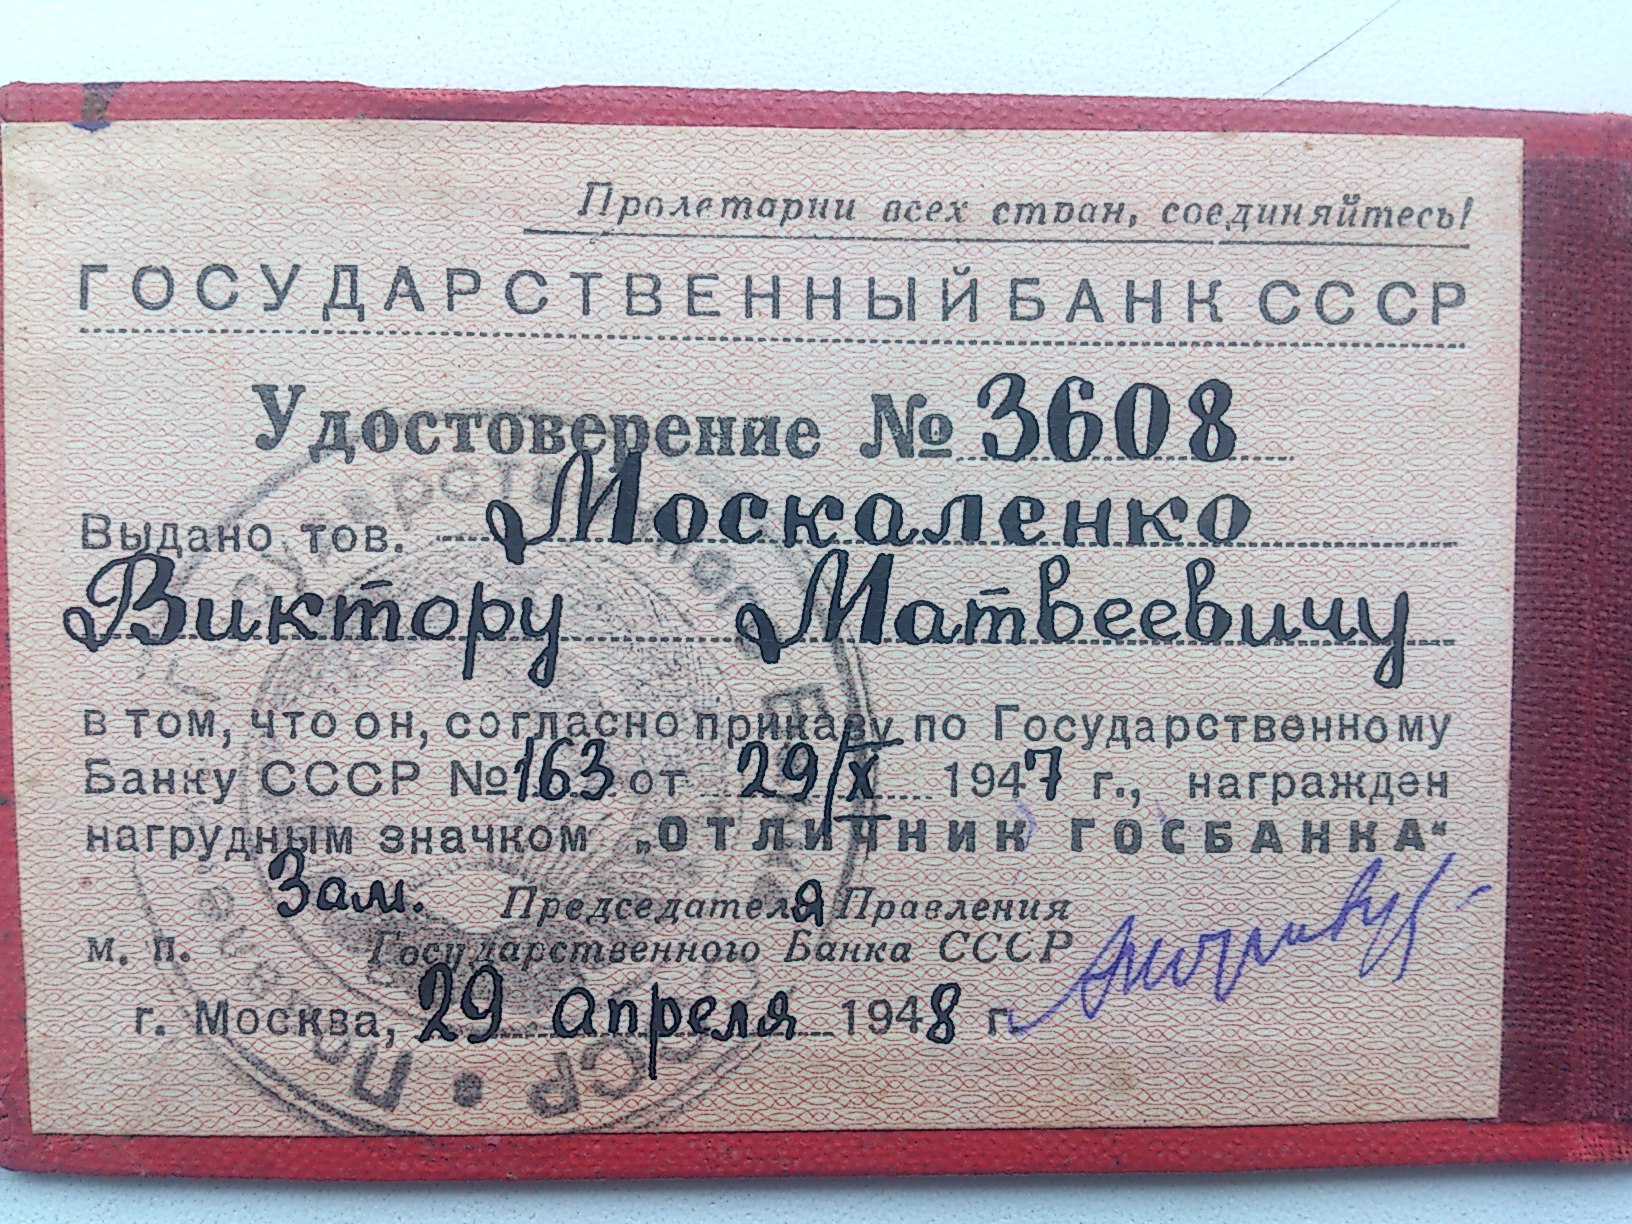 Пролетарии всех стран, соединяйтесь!
ГОСУДАРСТВЕННЫЙ БАНК СССР
Удостоверение № 3608
Выдано тов. Москаленко
Виктору Матвеевичу
в том, что он, согласно приказу по Государственному
Банку СССР № 163 от 29/X 1947 г., награжден
нагрудным значком „ОТЛИЧНИК ГОСБАНКА“
Зам. Председателя Правления
м. п. Государственного Банка СССР
г. Москва, 29 апреля 1948 г.